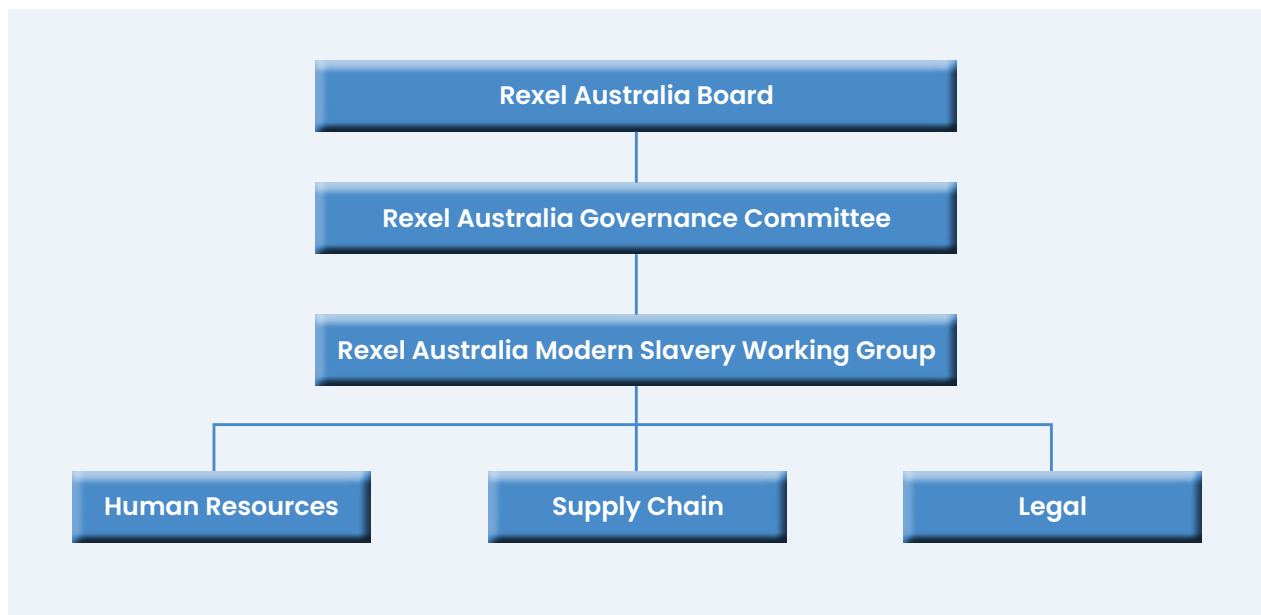 Rexel Australia Board
Rexel Australia Governance Committee
Rexel Australia Modern Slavery Working Group
Human Resources
Supply Chain
Legal